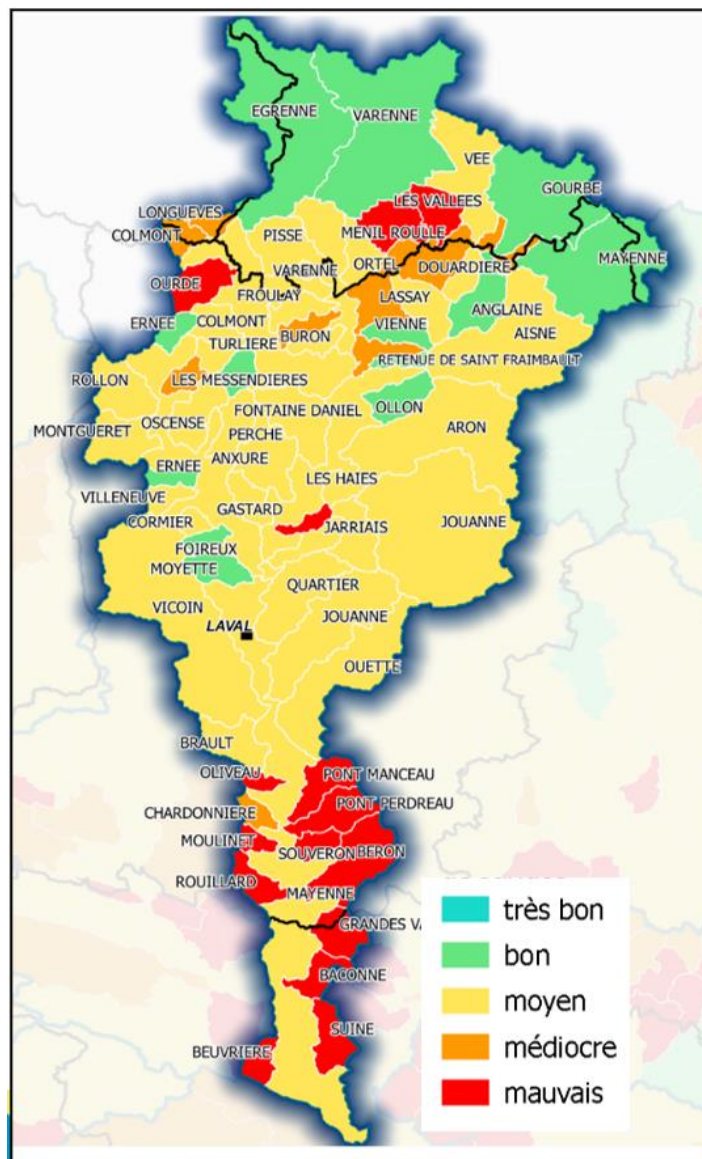 EGRENNE
VARENNE
VEE
GOURBE
LES VALLEES
LONGUEVES
COLMONT
PISSE
MENIL ROULLE
MAYENNE
VARENNE
ORTEL
DOUARDIERE
OURDE
FROULAY
LASSAY
ANGLAINE
ERNEE
COLMONT
VIENNE
AISNE
TURLIERE
BURON
RETENUE DE SAINT FRAIMBAULT
ROLLON
LES MESSENDIERES
FONTAINE DANIEL
OLLON
OSCENSE
ARON
MONTGUERET
PERCHE
ERNEE
ANXURE
LES HAIES
VILLENEUVE
GASTARD
CORMIER
JARRIAIS
JOUANNE
FOIREUX
MOYETTE
QUARTIER
VICOIN
JOUANNE
LAVAL
OUETTE
BRAULT
OLIVEAU
PONT MANCEAU
PONT PERDREAU
CHARDONNIERE
MOULINET
SOUVERON
BERON
ROUILLARD
MAYENNE
GRANDES VA
BACONNE
SUINE
BEUVRIERE
très bon
bon
moyen
médiocre
mauvais